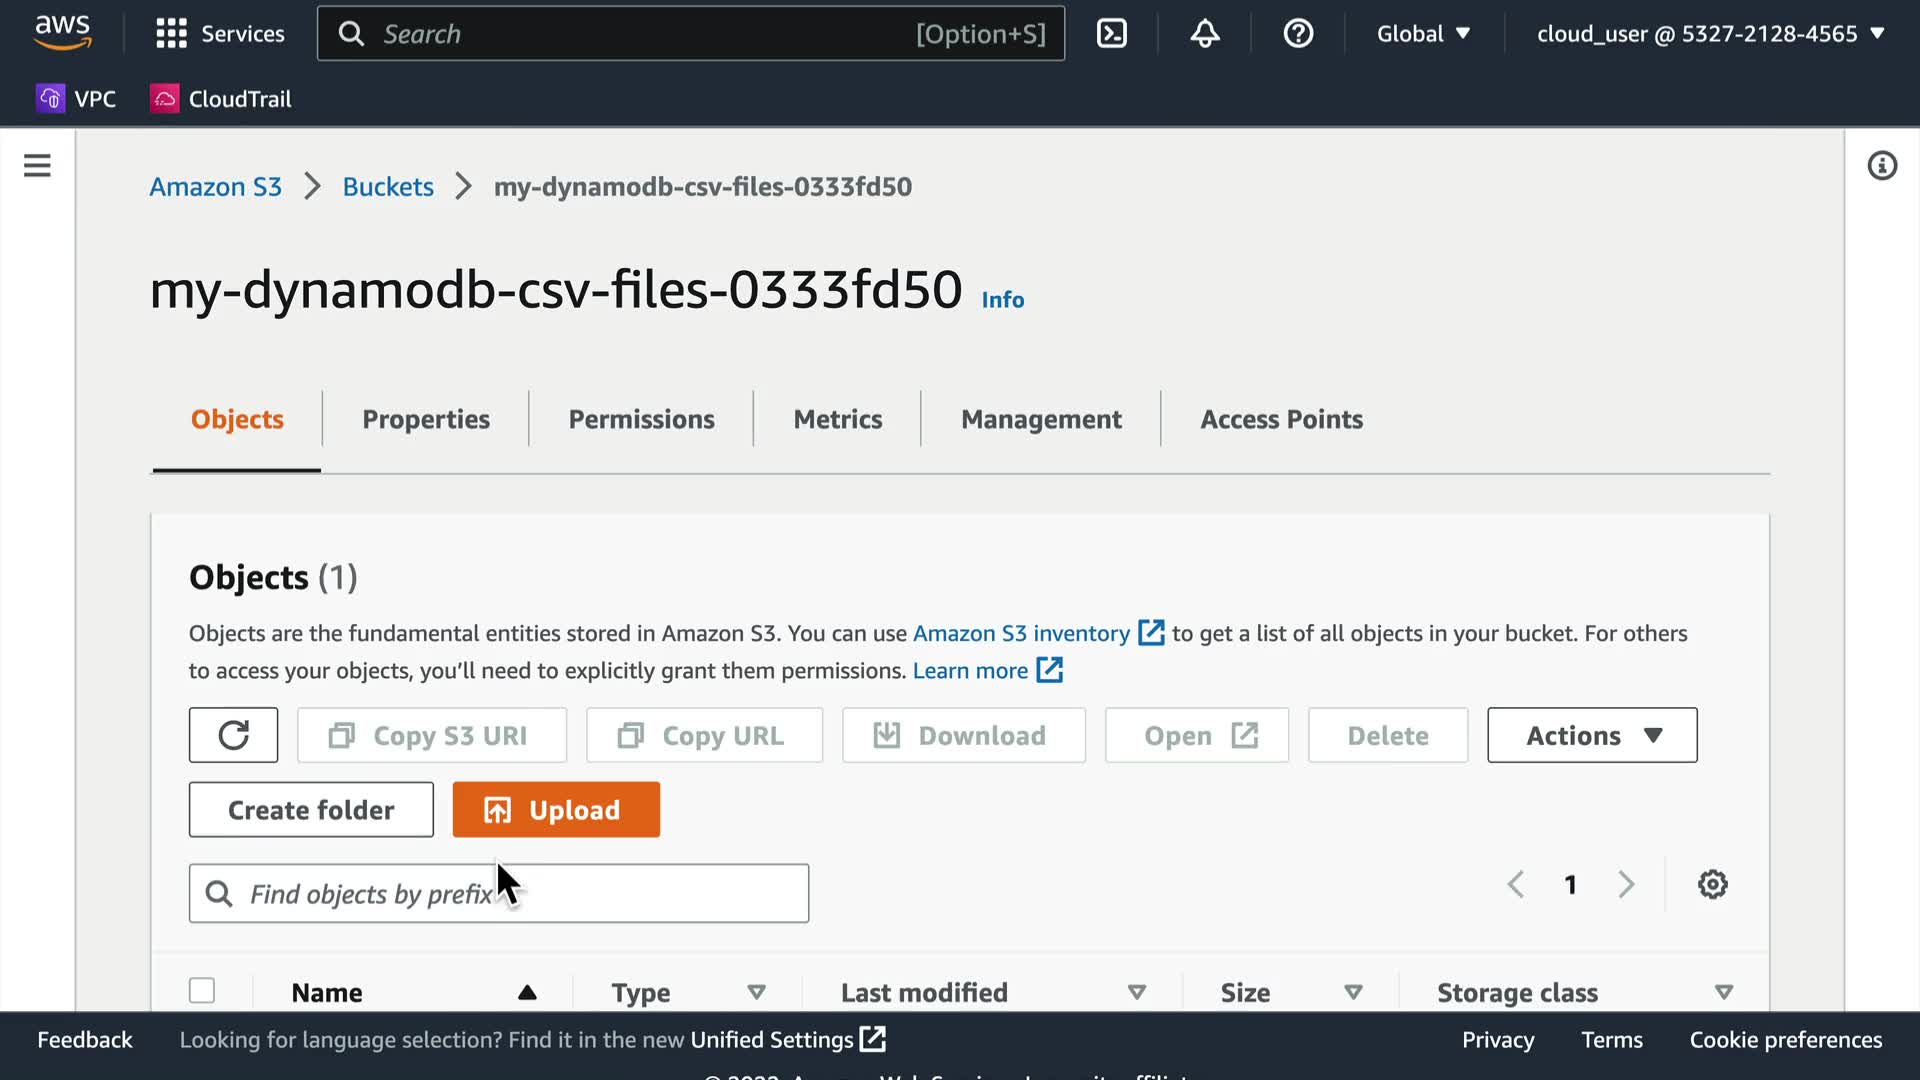 aws
Services
Search
[Option+S]
Global
cloud_user @ 5327-2128-4565
VPC
CloudTrail
Amazon S3
Buckets
my-dynamodb-csv-files-0333fd50
my-dynamodb-csv-files-0333fd50 Info
Objects
Properties
Permissions
Metrics
Management
Access Points
Objects (1)
Objects are the fundamental entities stored in Amazon S3. You can use Amazon S3 inventory to get a list of all objects in your bucket. For others
to access your objects, you’ll need to explicitly grant them permissions. Learn more
Copy S3 URI
Copy URL
Download
Open
Delete
Actions
Create folder
Upload
Find objects by prefix
1
Name
Type
Last modified
Size
Storage class
Feedback
Looking for language selection? Find it in the new Unified Settings
Privacy
Terms
Cookie preferences